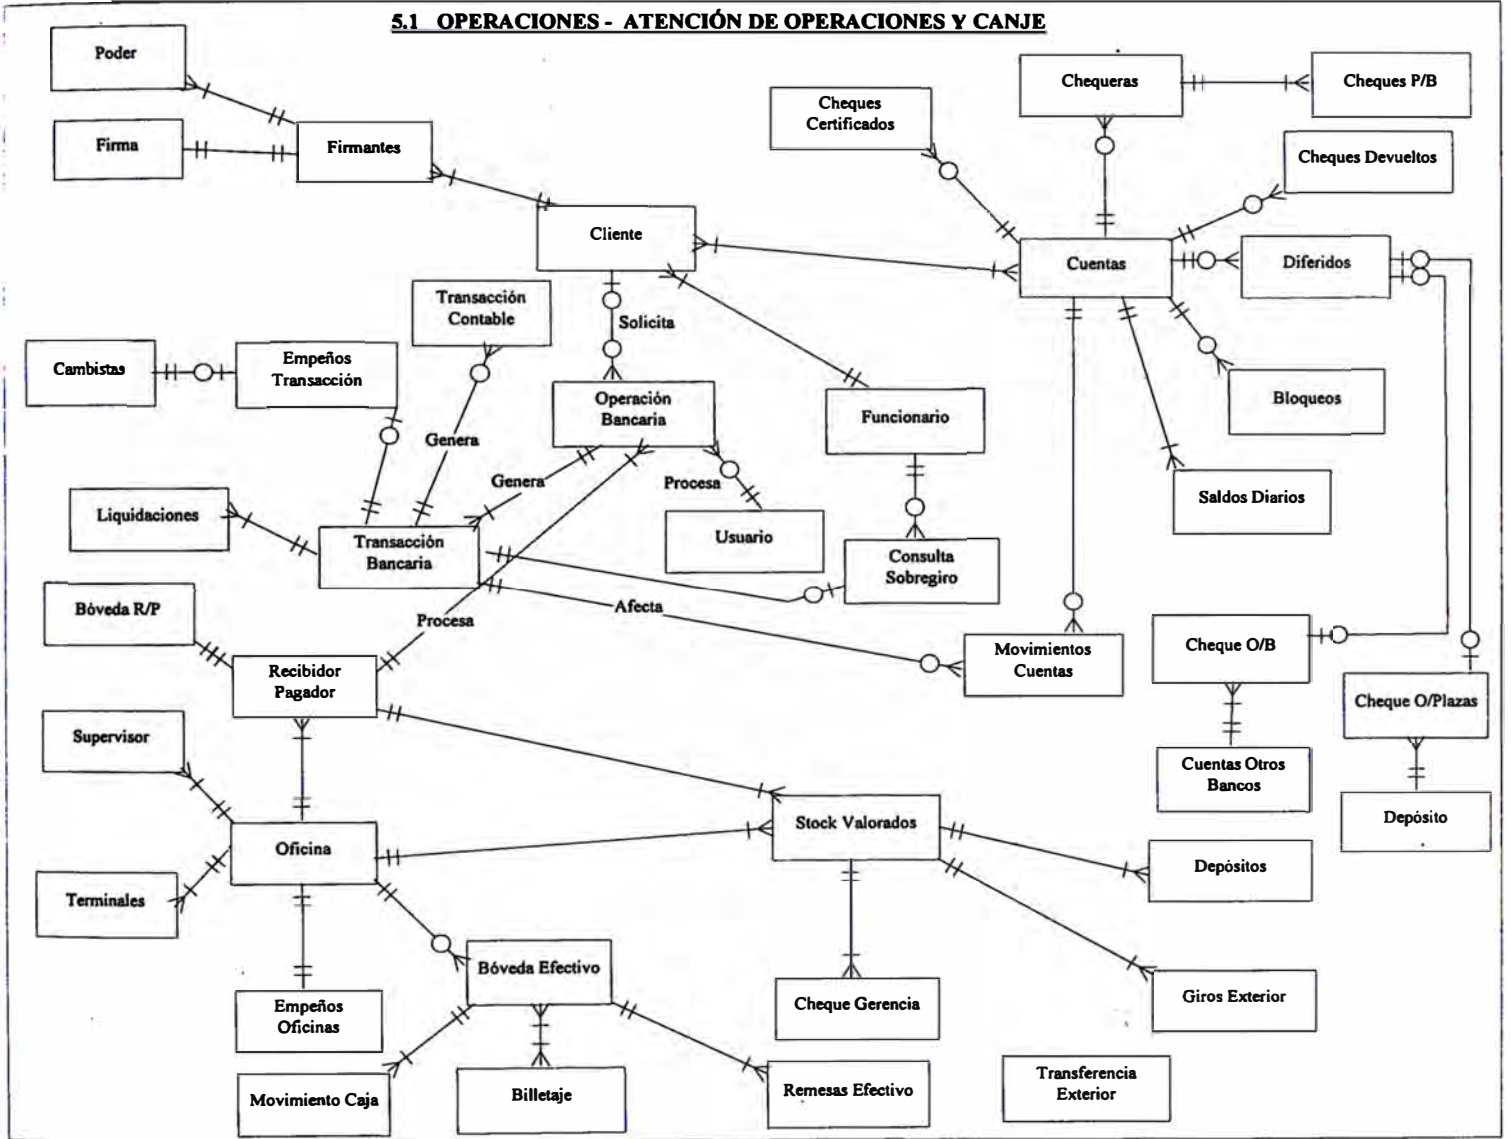 5.1 OPERACIONES - ATENCIÓN DE OPERACIONES Y CANJE
Poder
Firma
Firmantes
Cliente
Cheques
Certificados
Chequeras
Cheques P/B
Cheques Devueltos
Cuentas
Diferidos
Bloqueos
Saldos Diarios
Transacción
Contable
Solicita
Cambistas
Empeños
Transacción
Genera
Operación
Bancaria
Funcionario
Genera
Procesa
Liquidaciones
Transacción
Bancaria
Usuario
Consulta
Sobregiro
Afecta
Bóveda R/P
Procesa
Recibidor
Pagador
Movimientos
Cuentas
Cheque O/B
Cheque O/Plazas
Supervisor
Cuentas Otros
Bancos
Depósito
Oficina
Stock Valorados
Depósitos
Terminales
Bóveda Efectivo
Empeños
Oficinas
Cheque Gerencia
Giros Exterior
Movimiento Caja
Billetaje
Remesas Efectivo
Transferencia
Exterior